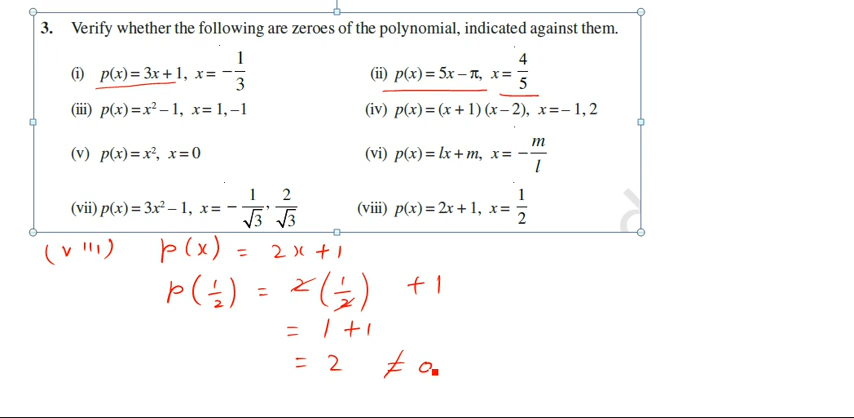 3. Verify whether the following are zeroes of the polynomial, indicated against them.
(i) p(x) = 3x + 1, x = −1/3 (ii) p(x) = 5x − π, x = 4/5
(iii) p(x) = x² − 1, x = 1, −1 (iv) p(x) = (x + 1) (x − 2), x = − 1, 2
(v) p(x) = x², x = 0 (vi) p(x) = lx + m, x = −m/l
(vii) p(x) = 3x² − 1, x = −1/√3, 2/√3 (viii) p(x) = 2x + 1, x = 1/2
(viii) p(x) = 2x + 1
p(1/2) = 2(1/2) + 1
= 1 + 1
= 2 ≠ 0